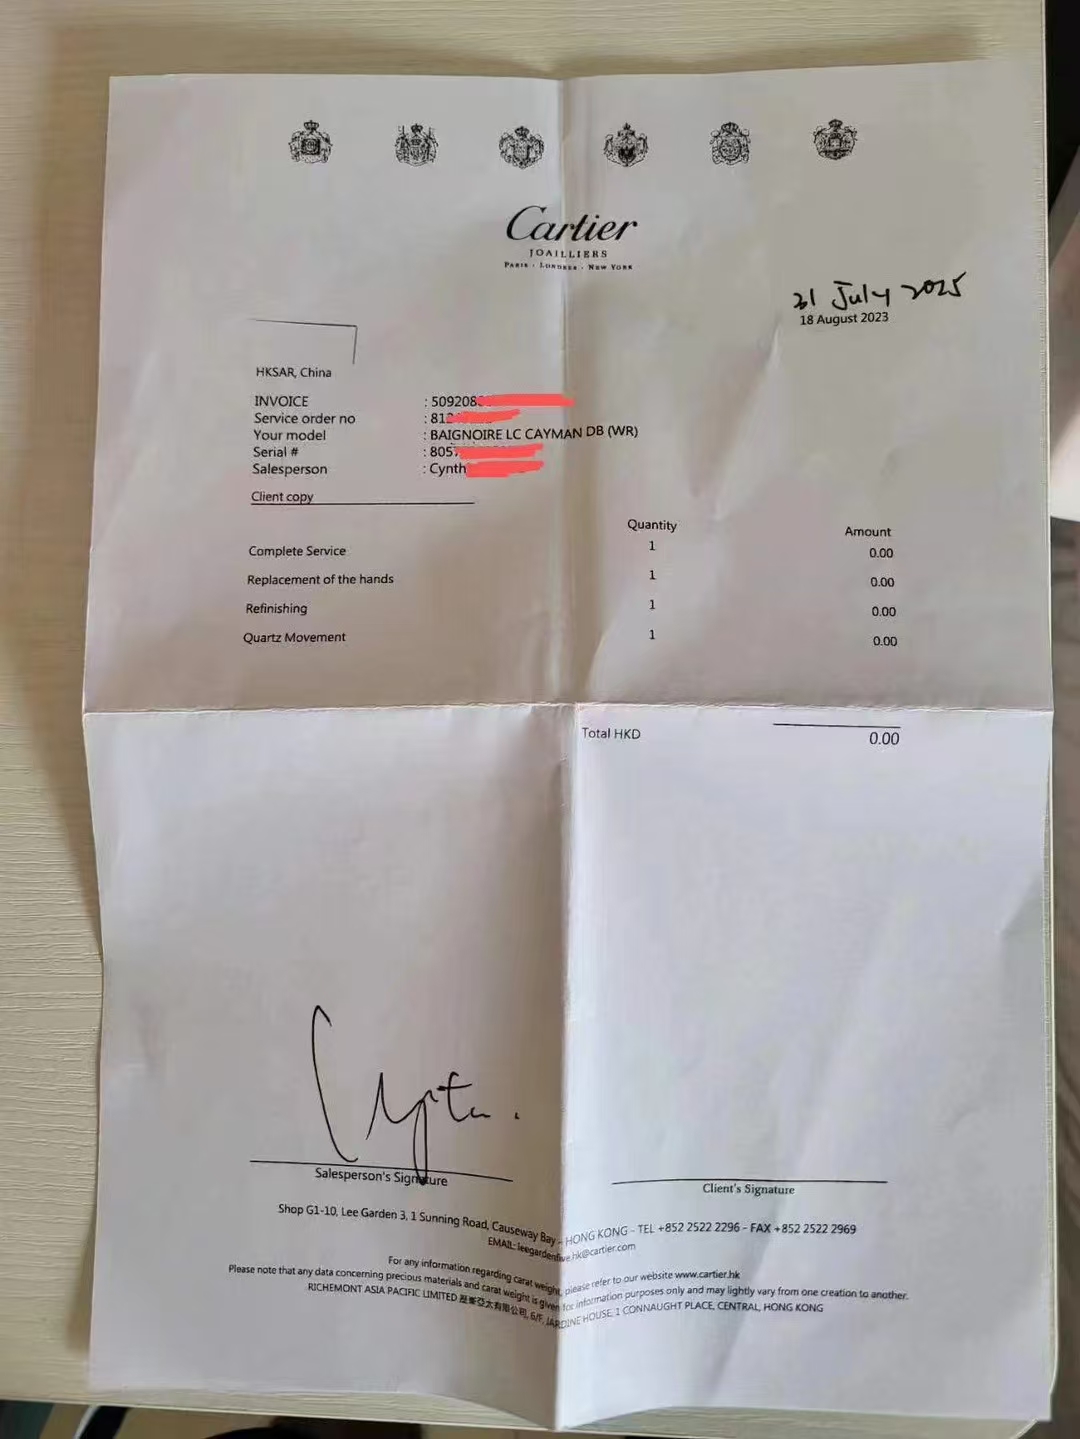 Cartier
JOAILLIERS
PARIS - LONDRES - NEW YORK
31 July 2025
18 August 2023
HKSAR, China
INVOICE : 509208
Service order no : 81
Your model : BAIGNOIRE LC CAYMAN DB (WR)
Serial # : 805
Salesperson : Cynth
Client copy
Quantity Amount
Complete Service 1 0.00
Replacement of the hands 1 0.00
Refinishing 1 0.00
Quartz Movement 1 0.00
Total HKD 0.00
Salesperson's Signature
Client's Signature
Shop G1-10, Lee Garden 3, 1 Sunning Road, Causeway Bay - HONG KONG - TEL +852 2522 2296 - FAX +852 2522 2969
EMAIL: leegardenfive.hk@cartier.com
For any information regarding carat weight, please refer to our website www.cartier.hk
Please note that any data concerning precious materials and carat weight is given for information purposes only and may lightly vary from one creation to another.
RICHEMONT ASIA PACIFIC LIMITED 歷峯亞太有限公司, 6/F, JARDINE HOUSE, 1 CONNAUGHT PLACE, CENTRAL, HONG KONG